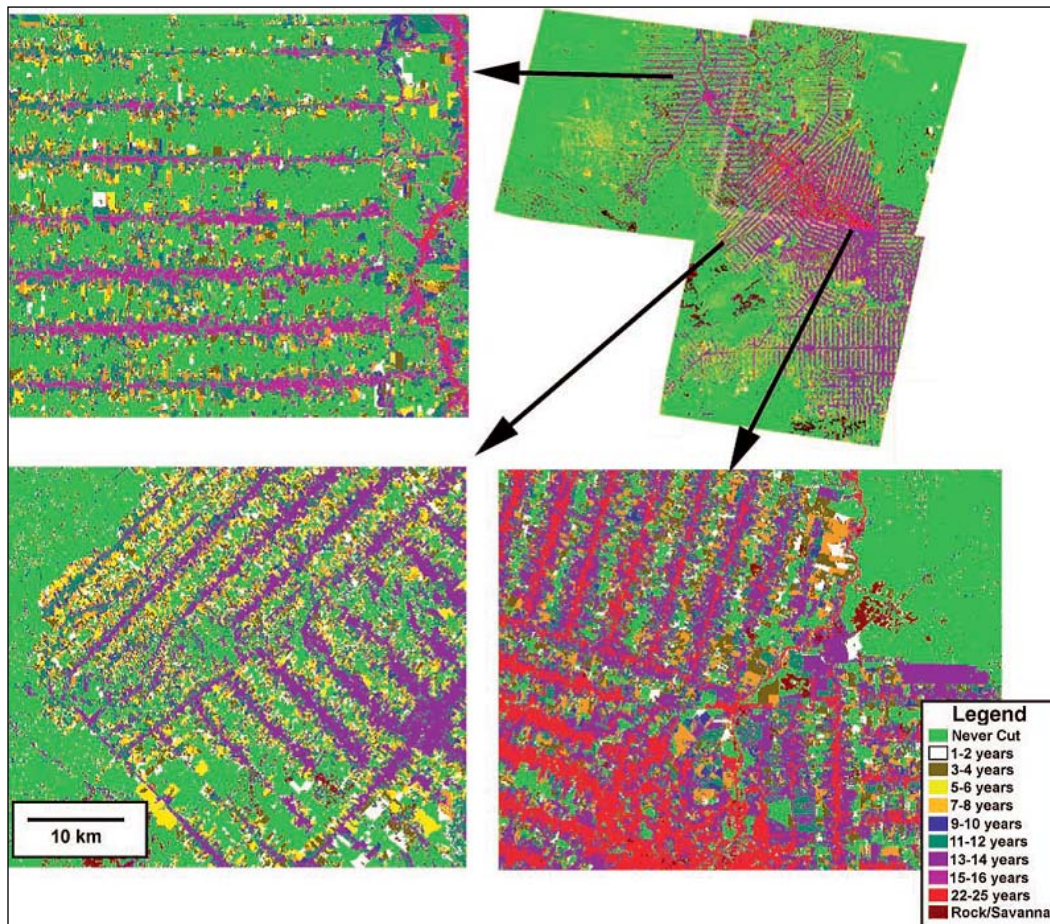 10 km
Legend
Never Cut
1-2 years
3-4 years
5-6 years
7-8 years
9-10 years
11-12 years
13-14 years
15-16 years
22-25 years
Rock/Savanna